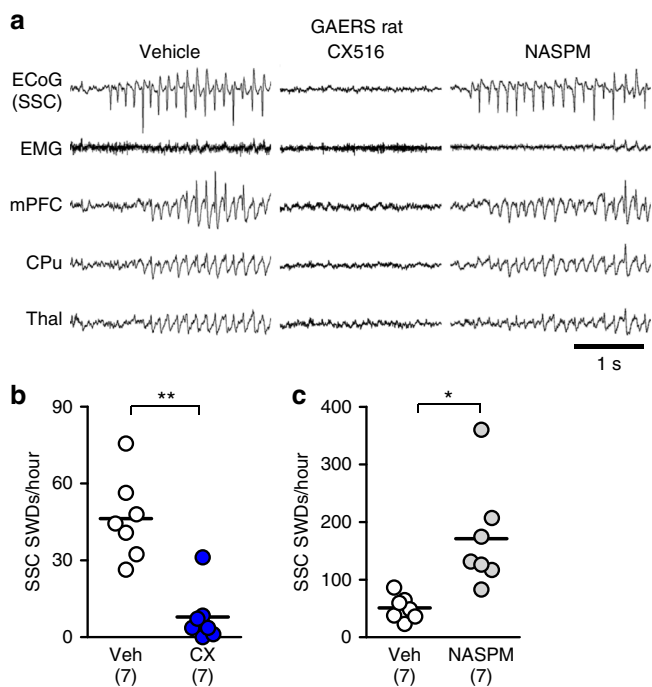 a
GAERS rat
Vehicle CX516 NASPM
ECoG
(SSC)
EMG
mPFC
CPu
Thal
1 s
b
**
90
60
30
0
SSC SWDs/hour
Veh CX
(7) (7)
c
*
400
300
200
100
0
SSC SWDs/hour
Veh NASPM
(7) (7)